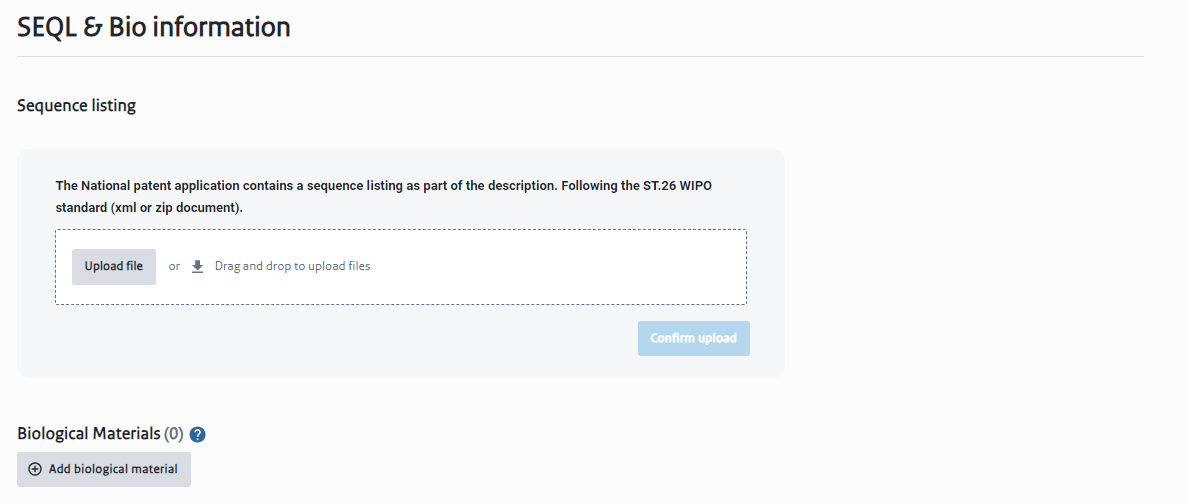 SEQL & Bio information
Sequence listing
The National patent application contains a sequence listing as part of the description. Following the ST.26 WIPO
standard (xml or zip document).
Upload file or Drag and drop to upload files
Confirm upload
Biological Materials (0) ?
Add biological material